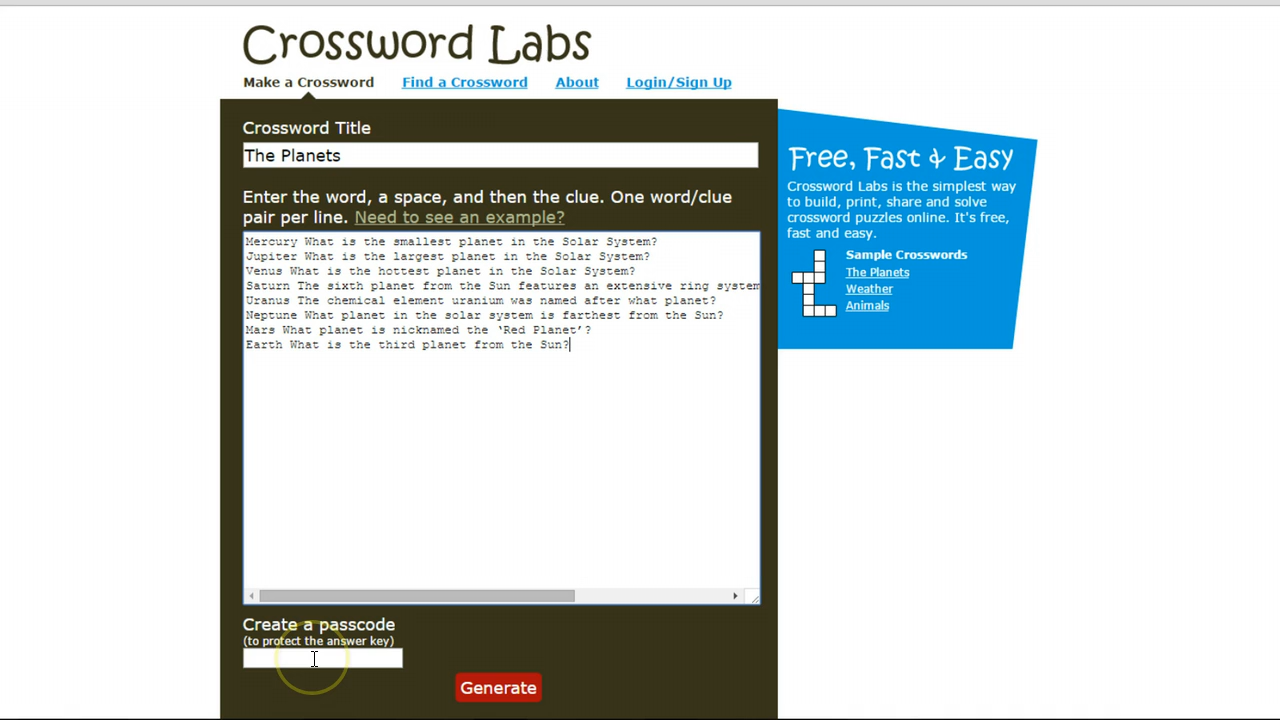 Crossword Labs
Make a Crossword Find a Crossword About Login/Sign Up
Crossword Title
The Planets
Enter the word, a space, and then the clue. One word/clue
pair per line. Need to see an example?
Mercury What is the smallest planet in the Solar System?
Jupiter What is the largest planet in the Solar System?
Venus What is the hottest planet in the Solar System?
Saturn The sixth planet from the Sun features an extensive ring system
Uranus The chemical element uranium was named after what planet?
Neptune What planet in the solar system is farthest from the Sun?
Mars What planet is nicknamed the ‘Red Planet’?
Earth What is the third planet from the Sun?
Create a passcode
(to protect the answer key)
Generate
Free, Fast & Easy
Crossword Labs is the simplest way
to build, print, share and solve
crossword puzzles online. It's free,
fast and easy.
Sample Crosswords
The Planets
Weather
Animals